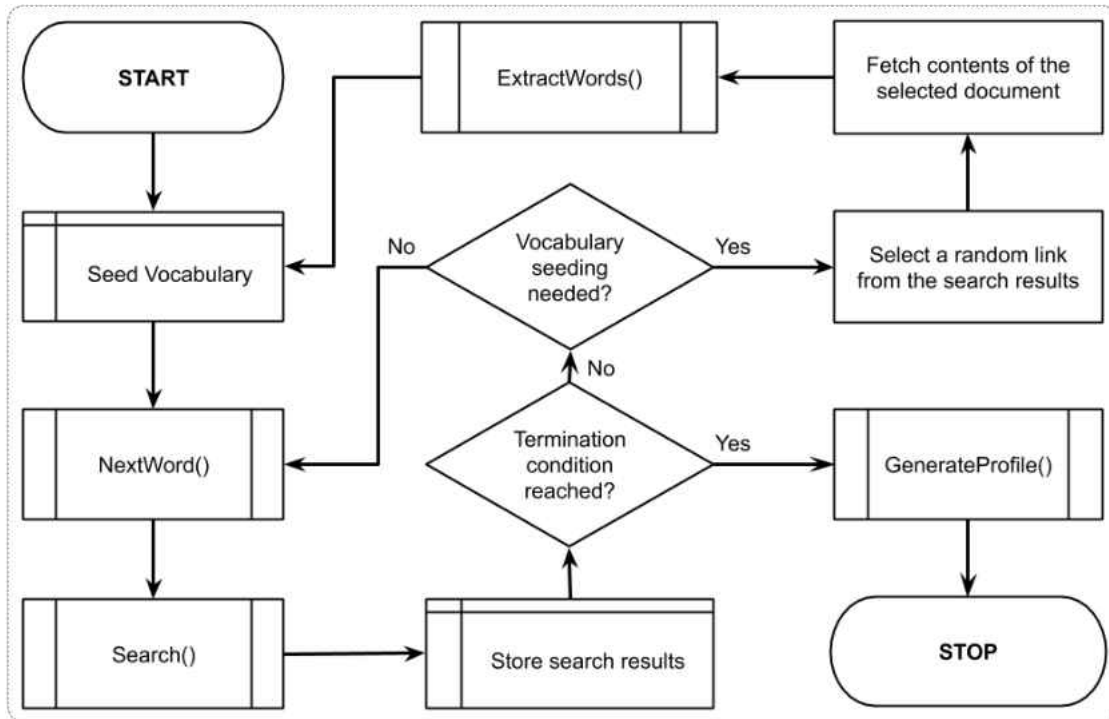 START
ExtractWords()
Fetch contents of the
selected document
Seed Vocabulary
No
Vocabulary
seeding
needed?
Yes
Select a random link
from the search results
No
NextWord()
Termination
condition
reached?
Yes
GenerateProfile()
Search()
Store search results
STOP